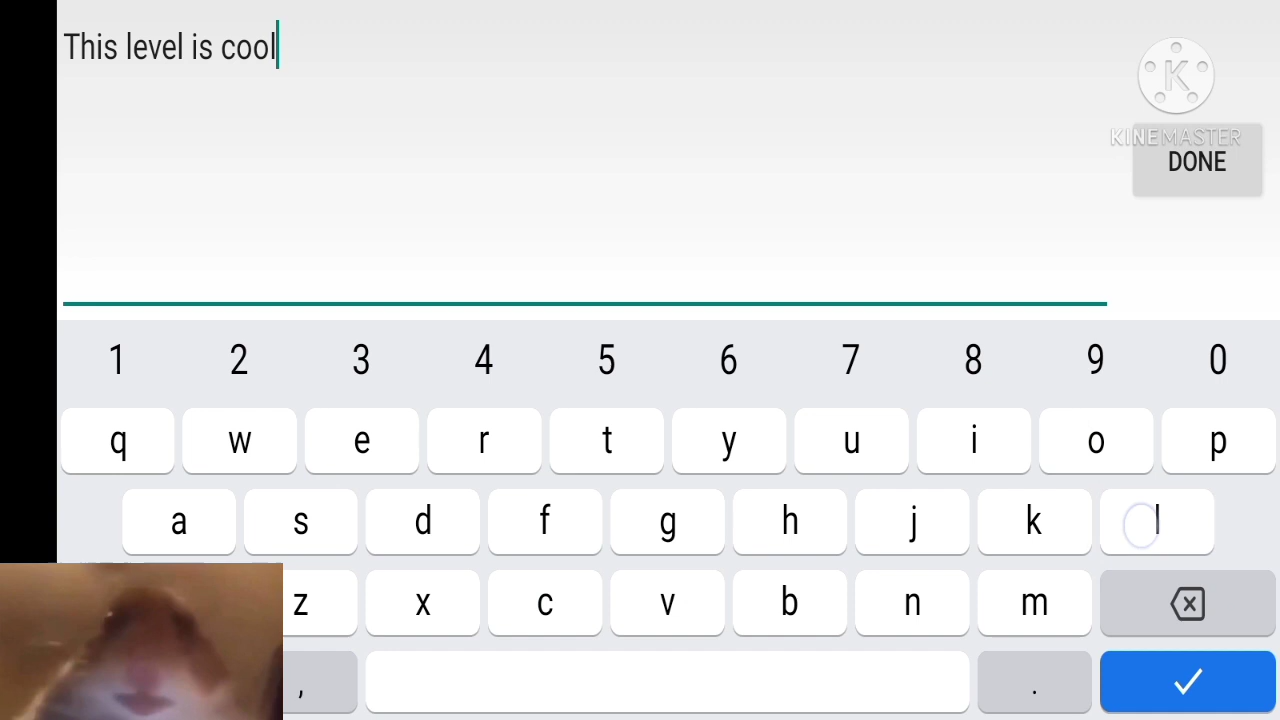 This level is cool
K
KINEMASTER
DONE
1 2 3 4 5 6 7 8 9 0
q w e r t y u i o p
a s d f g h j k l
z x c v b n m
, .